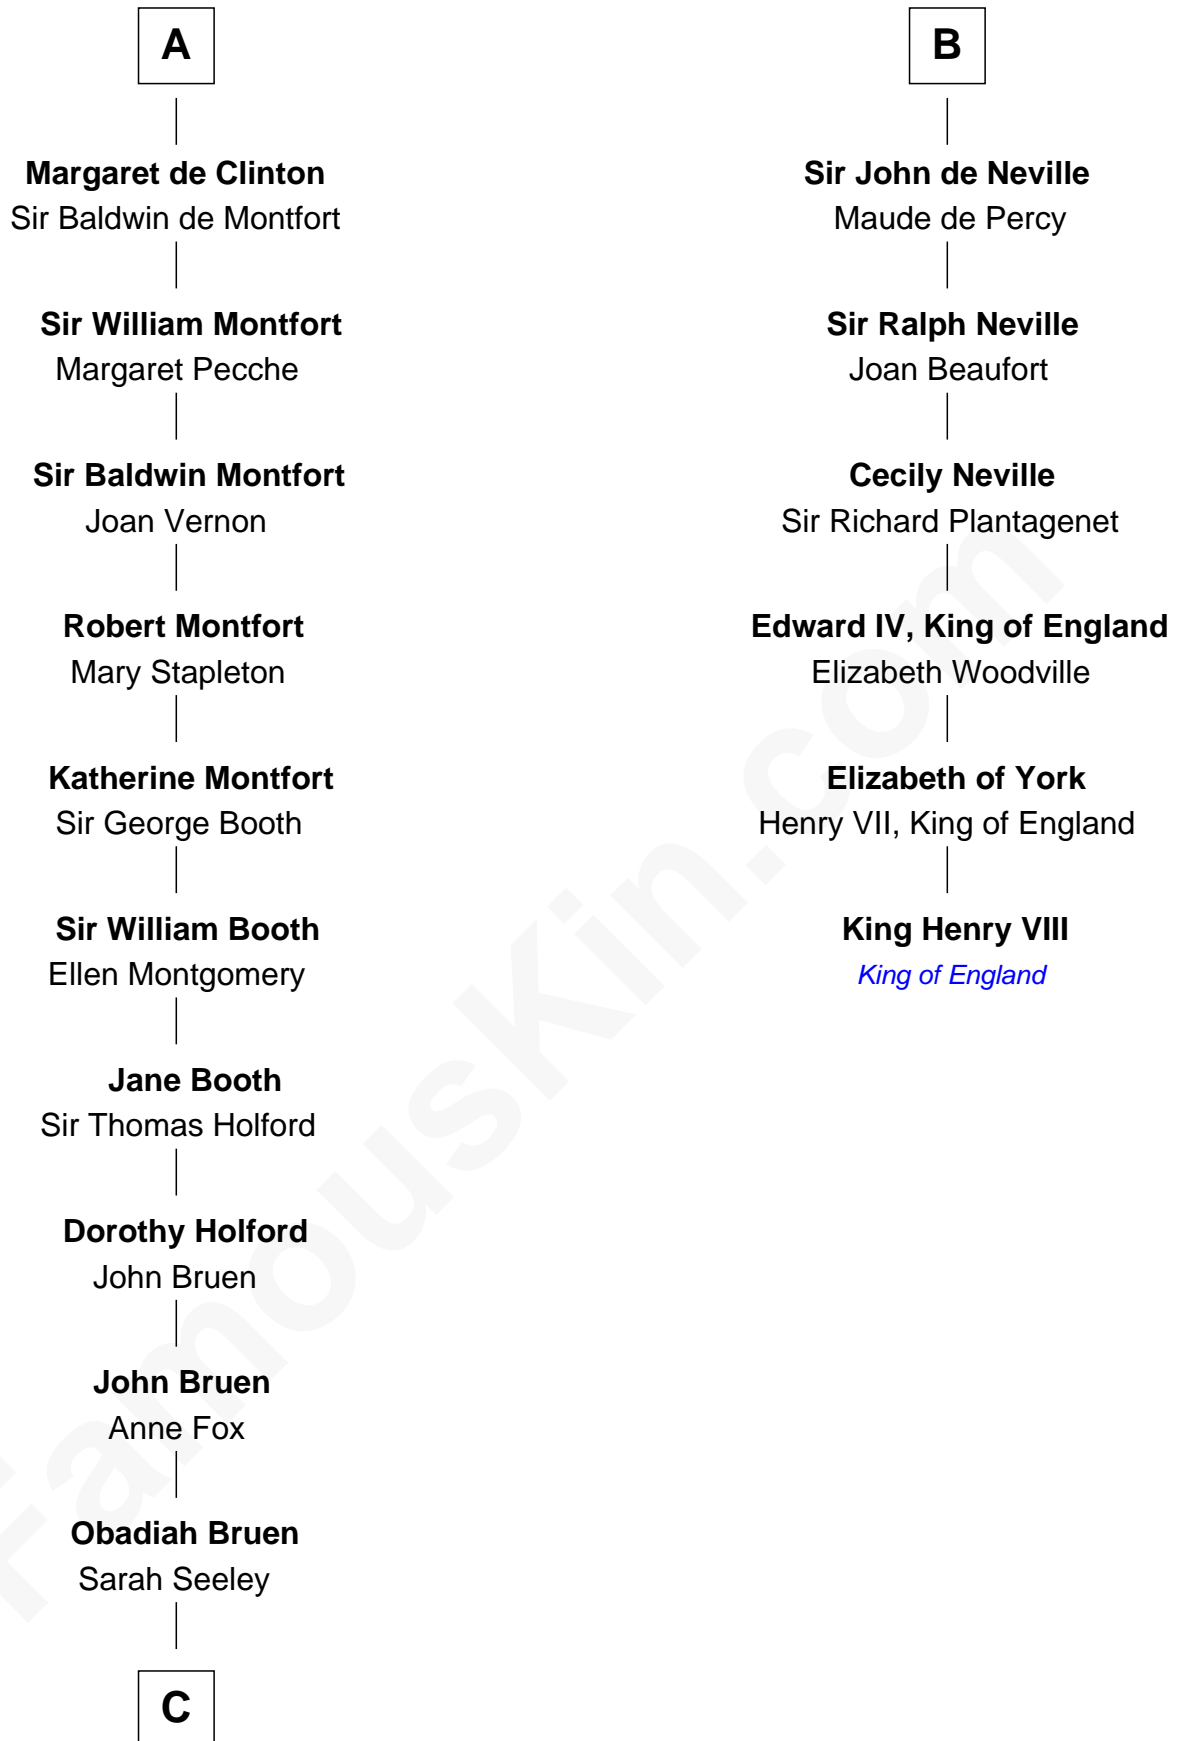 A
Margaret de Clinton
Sir Baldwin de Montfort
Sir William Montfort
Margaret Pecche
Sir Baldwin Montfort
Joan Vernon
Robert Montfort
Mary Stapleton
Katherine Montfort
Sir George Booth
Sir William Booth
Ellen Montgomery
Jane Booth
Sir Thomas Holford
Dorothy Holford
John Bruen
John Bruen
Anne Fox
Obadiah Bruen
Sarah Seeley
C
B
Sir John de Neville
Maude de Percy
Sir Ralph Neville
Joan Beaufort
Cecily Neville
Sir Richard Plantagenet
Edward IV, King of England
Elizabeth Woodville
Elizabeth of York
Henry VII, King of England
King Henry VIII
King of England
FamousKin.com